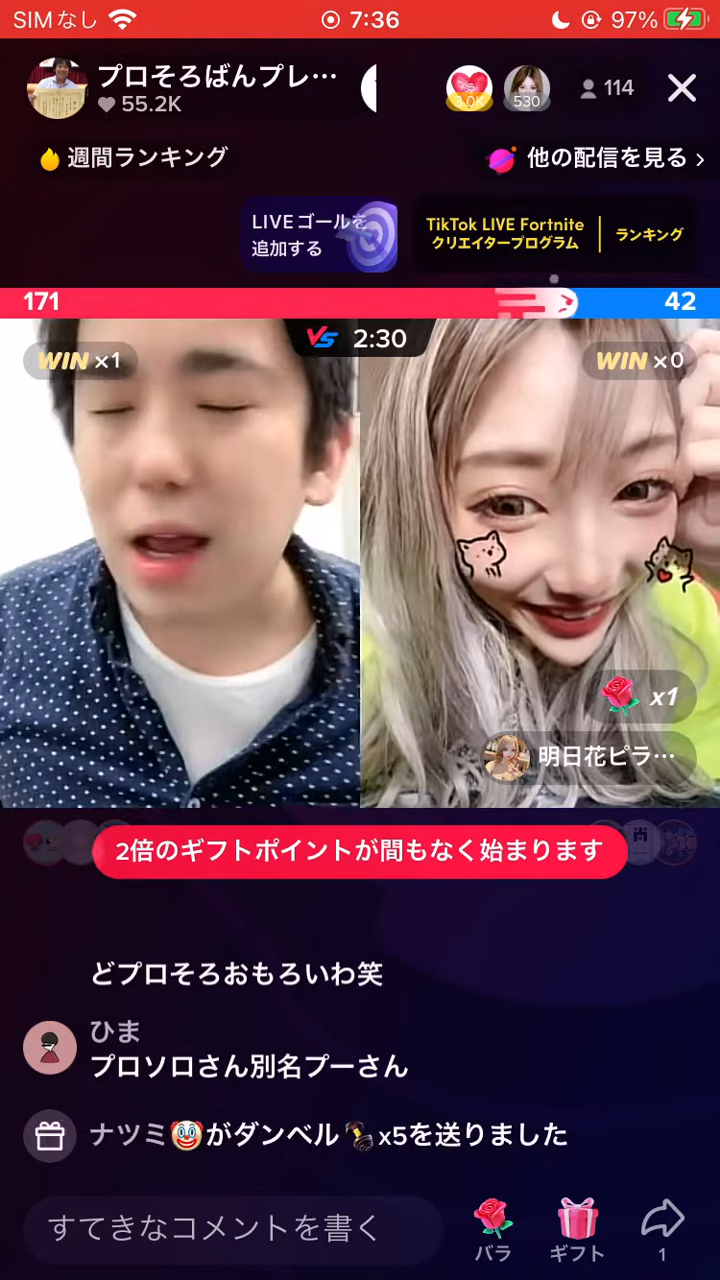 SIMなし 7:36 97%
プロそろばんプレ… 3.0K 530 114
55.2K
週間ランキング 他の配信を見る
LIVEゴールを
追加する
TikTok LIVE Fortnite
クリエイタープログラム
ランキング
171 42
VS 2:30
WIN x1 WIN x0
x1
明日花ピラ…
2倍のギフトポイントが間もなく始まります
どプロそろおもろいわ笑
ひま
プロソロさん別名プーさん
ナツミ🤡がダンベル x5を送りました
すてきなコメントを書く
バラ ギフト 1